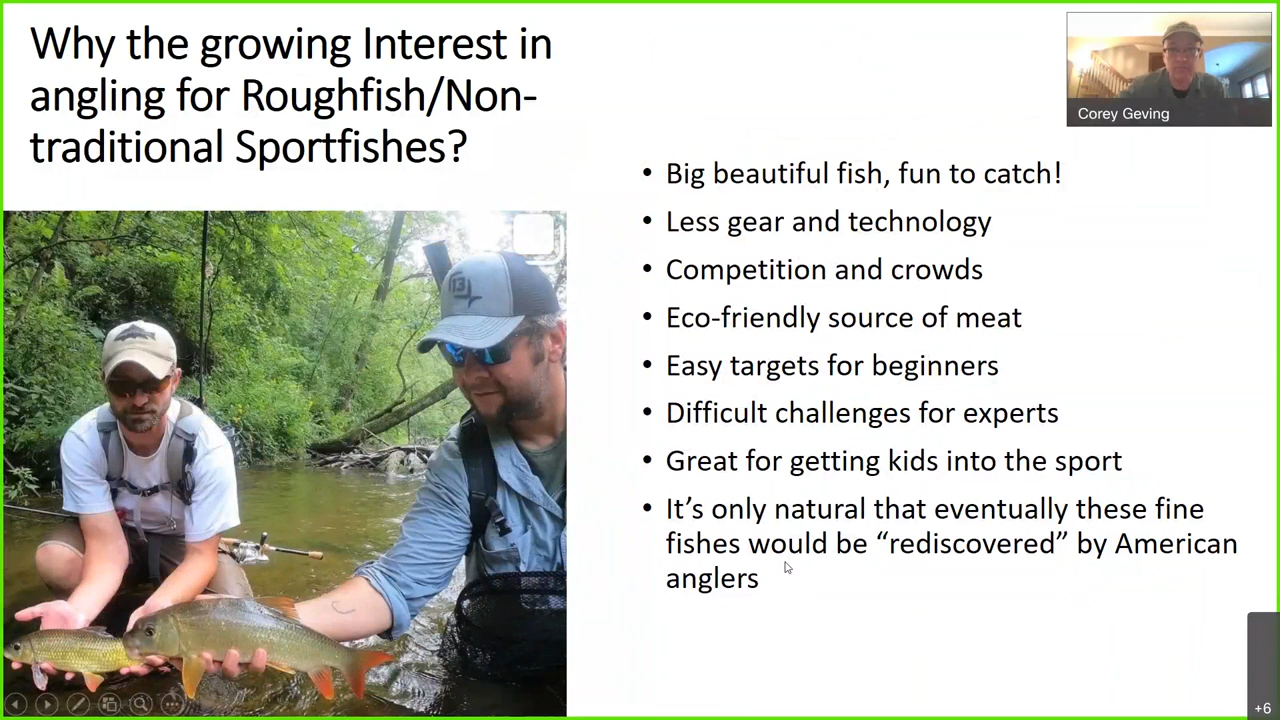 Why the growing Interest in
angling for Roughfish/Non-
traditional Sportfishes?
Corey Geving
• Big beautiful fish, fun to catch!
• Less gear and technology
• Competition and crowds
• Eco-friendly source of meat
• Easy targets for beginners
• Difficult challenges for experts
• Great for getting kids into the sport
• It’s only natural that eventually these fine
fishes would be “rediscovered” by American
anglers
+6